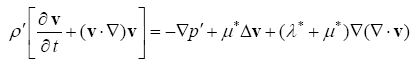 ρ′[∂v/∂t + (v·∇)v] = −∇p′ + μ*Δv + (λ* + μ*)∇(∇·v)